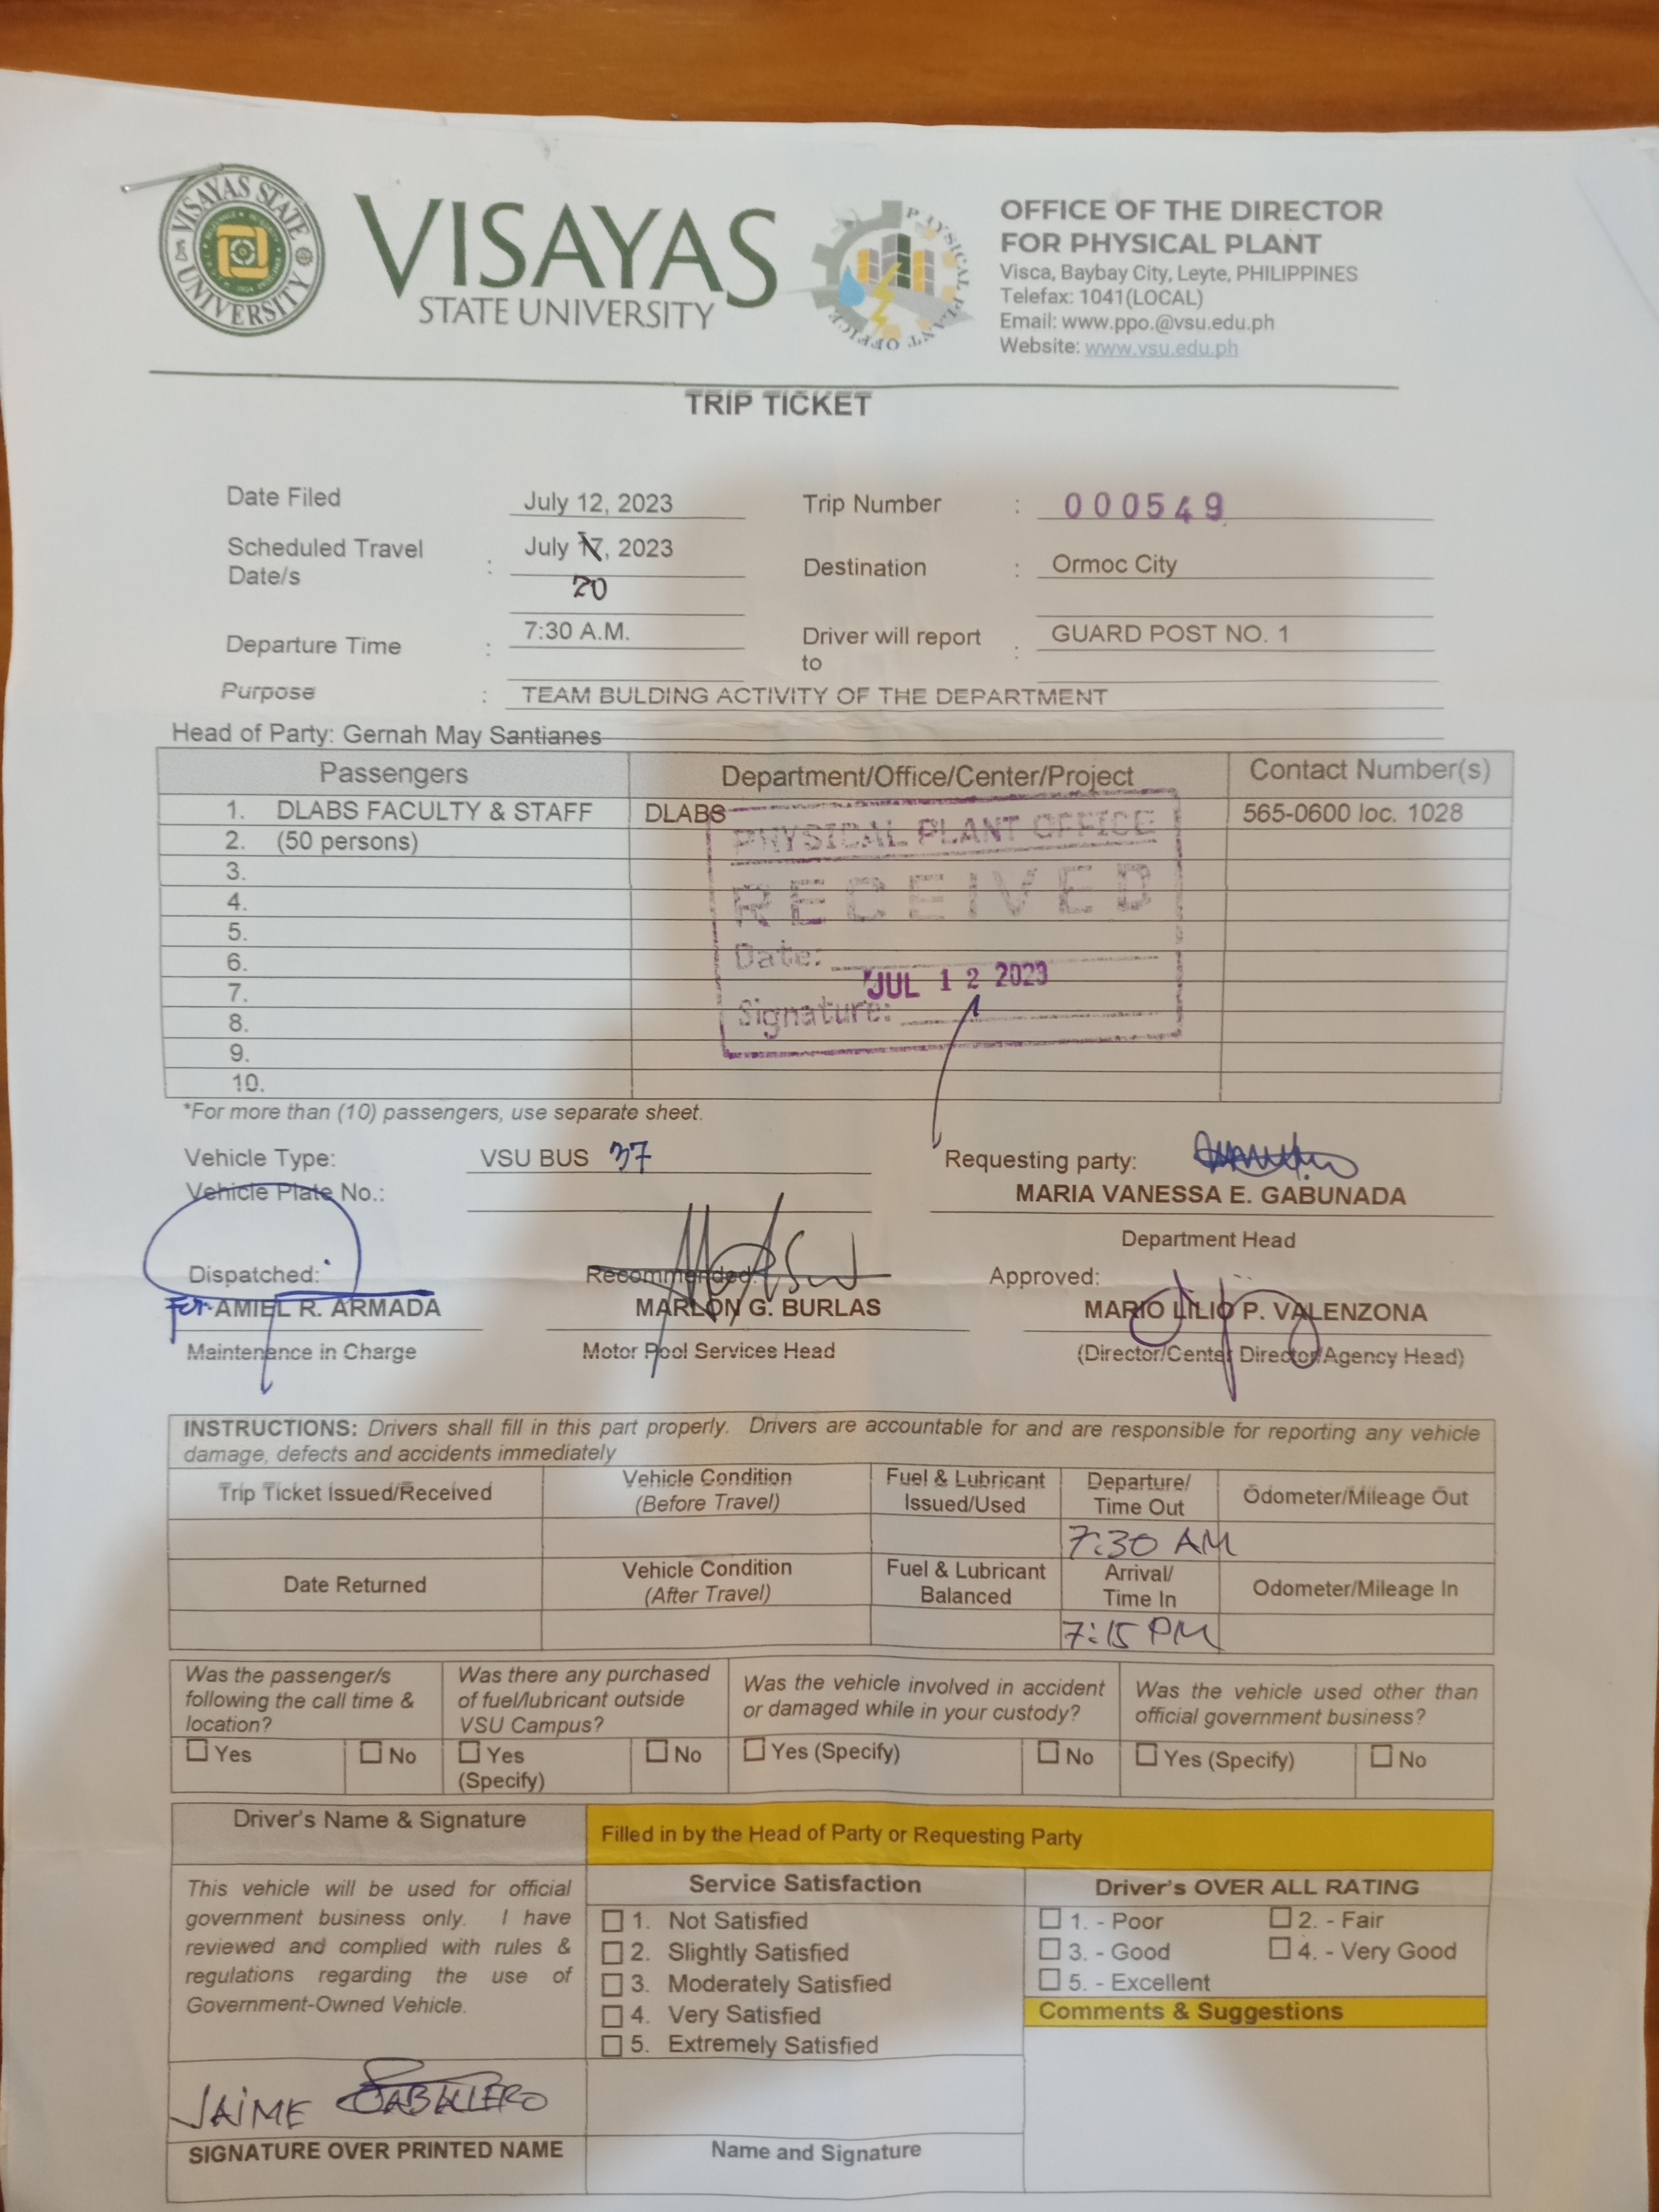 VISAYAS STATE UNIVERSITY
VISAYAS
STATE UNIVERSITY
PHYSICAL PLANT OFFICE
OFFICE OF THE DIRECTOR
FOR PHYSICAL PLANT
Visca, Baybay City, Leyte, PHILIPPINES
Telefax: 1041(LOCAL)
Email: www.ppo.@vsu.edu.ph
Website: www.vsu.edu.ph
TRIP TICKET
Date Filed July 12, 2023 Trip Number : 000549
Scheduled Travel Date/s : July 17, 2023 20 Destination : Ormoc City
Departure Time : 7:30 A.M. Driver will report to : GUARD POST NO. 1
Purpose : TEAM BULDING ACTIVITY OF THE DEPARTMENT
Head of Party: Gernah May Santianes
Passengers Department/Office/Center/Project Contact Number(s)
1. DLABS FACULTY & STAFF DLABS 565-0600 loc. 1028
2. (50 persons)
3.
4.
5.
6.
7.
8.
9.
10.
PHYSICAL PLANT OFFICE
RECEIVED
Date: JUL 12 2023
Signature:
*For more than (10) passengers, use separate sheet.
Vehicle Type: VSU BUS 37 Requesting party:
Vehicle Plate No.: MARIA VANESSA E. GABUNADA
Department Head
Dispatched: Recommended: Approved:
For AMIEL R. ARMADA MARLON G. BURLAS MARIO LILIO P. VALENZONA
Maintenance in Charge Motor Pool Services Head (Director/Center Director/Agency Head)
INSTRUCTIONS: Drivers shall fill in this part properly. Drivers are accountable for and are responsible for reporting any vehicle
damage, defects and accidents immediately
Trip Ticket Issued/Received Vehicle Condition (Before Travel) Fuel & Lubricant Issued/Used Departure/ Time Out Odometer/Mileage Out
7:30 AM
Date Returned Vehicle Condition (After Travel) Fuel & Lubricant Balanced Arrival/ Time In Odometer/Mileage In
7:15 PM
Was the passenger/s following the call time & location? Was there any purchased of fuel/lubricant outside VSU Campus? Was the vehicle involved in accident or damaged while in your custody? Was the vehicle used other than official government business?
Yes No Yes (Specify) No Yes (Specify) No Yes (Specify) No
Driver's Name & Signature
Filled in by the Head of Party or Requesting Party
This vehicle will be used for official
government business only. I have
reviewed and complied with rules &
regulations regarding the use of
Government-Owned Vehicle.
Service Satisfaction
1. Not Satisfied
2. Slightly Satisfied
3. Moderately Satisfied
4. Very Satisfied
5. Extremely Satisfied
Driver's OVER ALL RATING
1. - Poor 2. - Fair
3. - Good 4. - Very Good
5. - Excellent
Comments & Suggestions
JAIME CABALLERO
SIGNATURE OVER PRINTED NAME Name and Signature